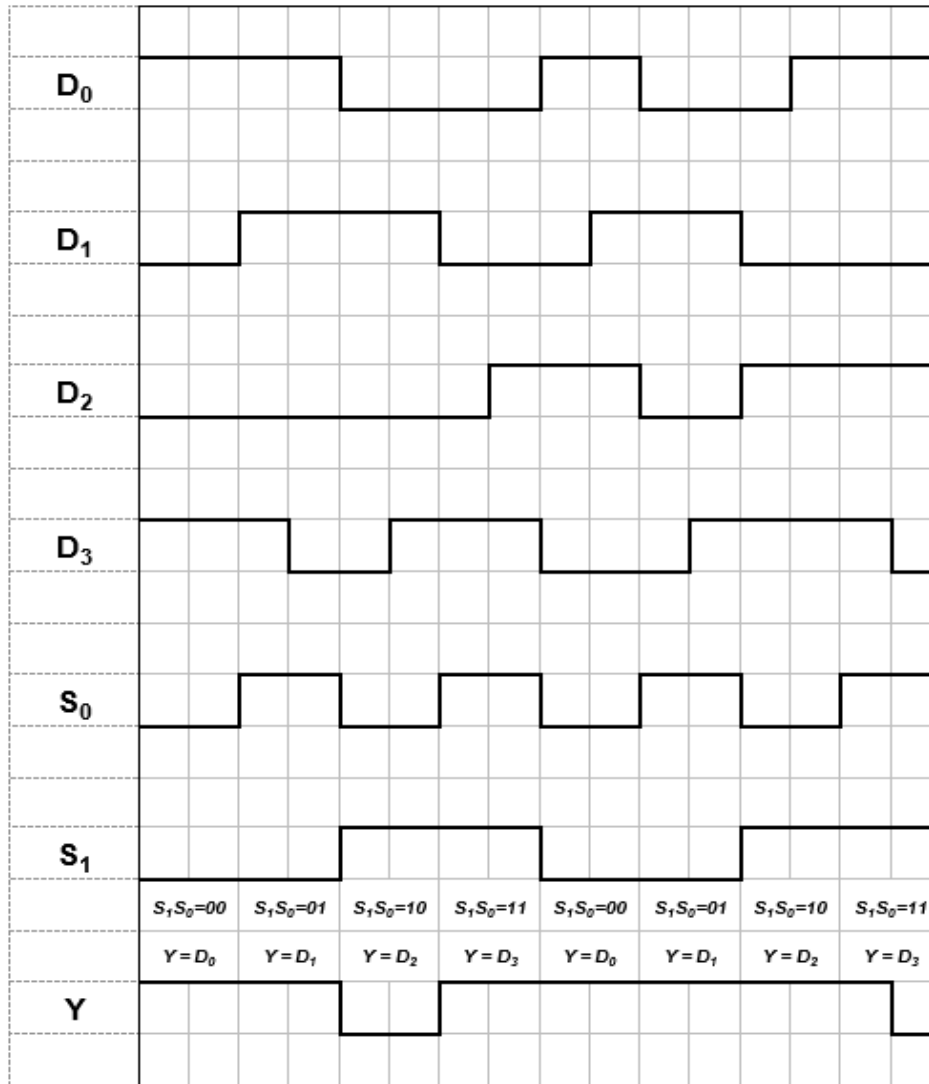 D₀
D₁
D₂
D₃
S₀
S₁
S₁S₀=00 S₁S₀=01 S₁S₀=10 S₁S₀=11 S₁S₀=00 S₁S₀=01 S₁S₀=10 S₁S₀=11
Y=D₀ Y=D₁ Y=D₂ Y=D₃ Y=D₀ Y=D₁ Y=D₂ Y=D₃
Y